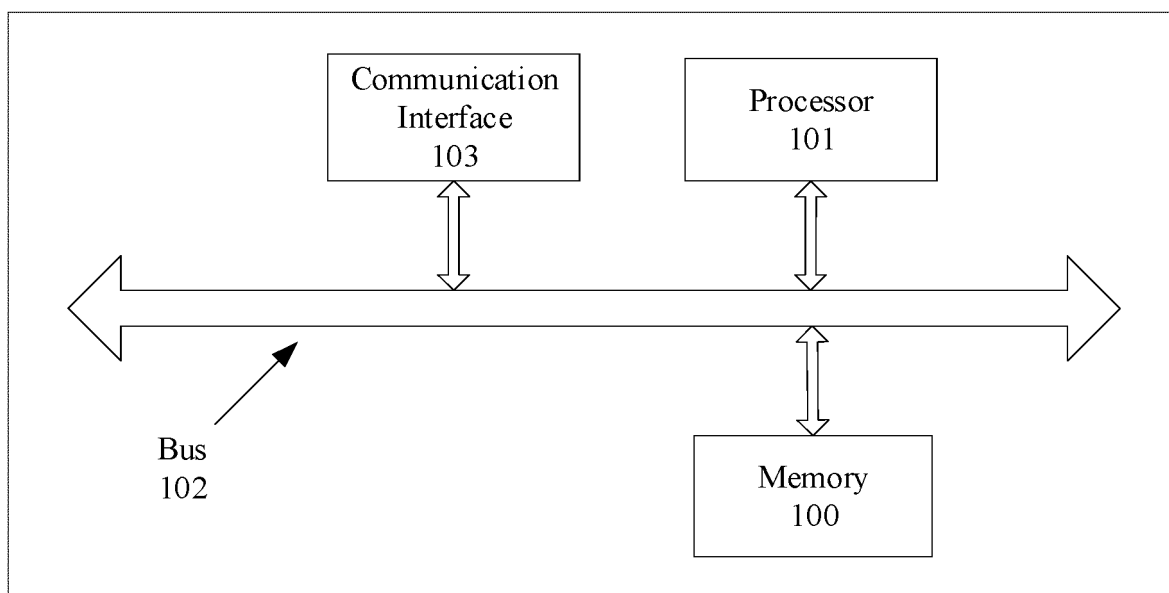 Communication
Interface
103
Processor
101
Bus
102
Memory
100